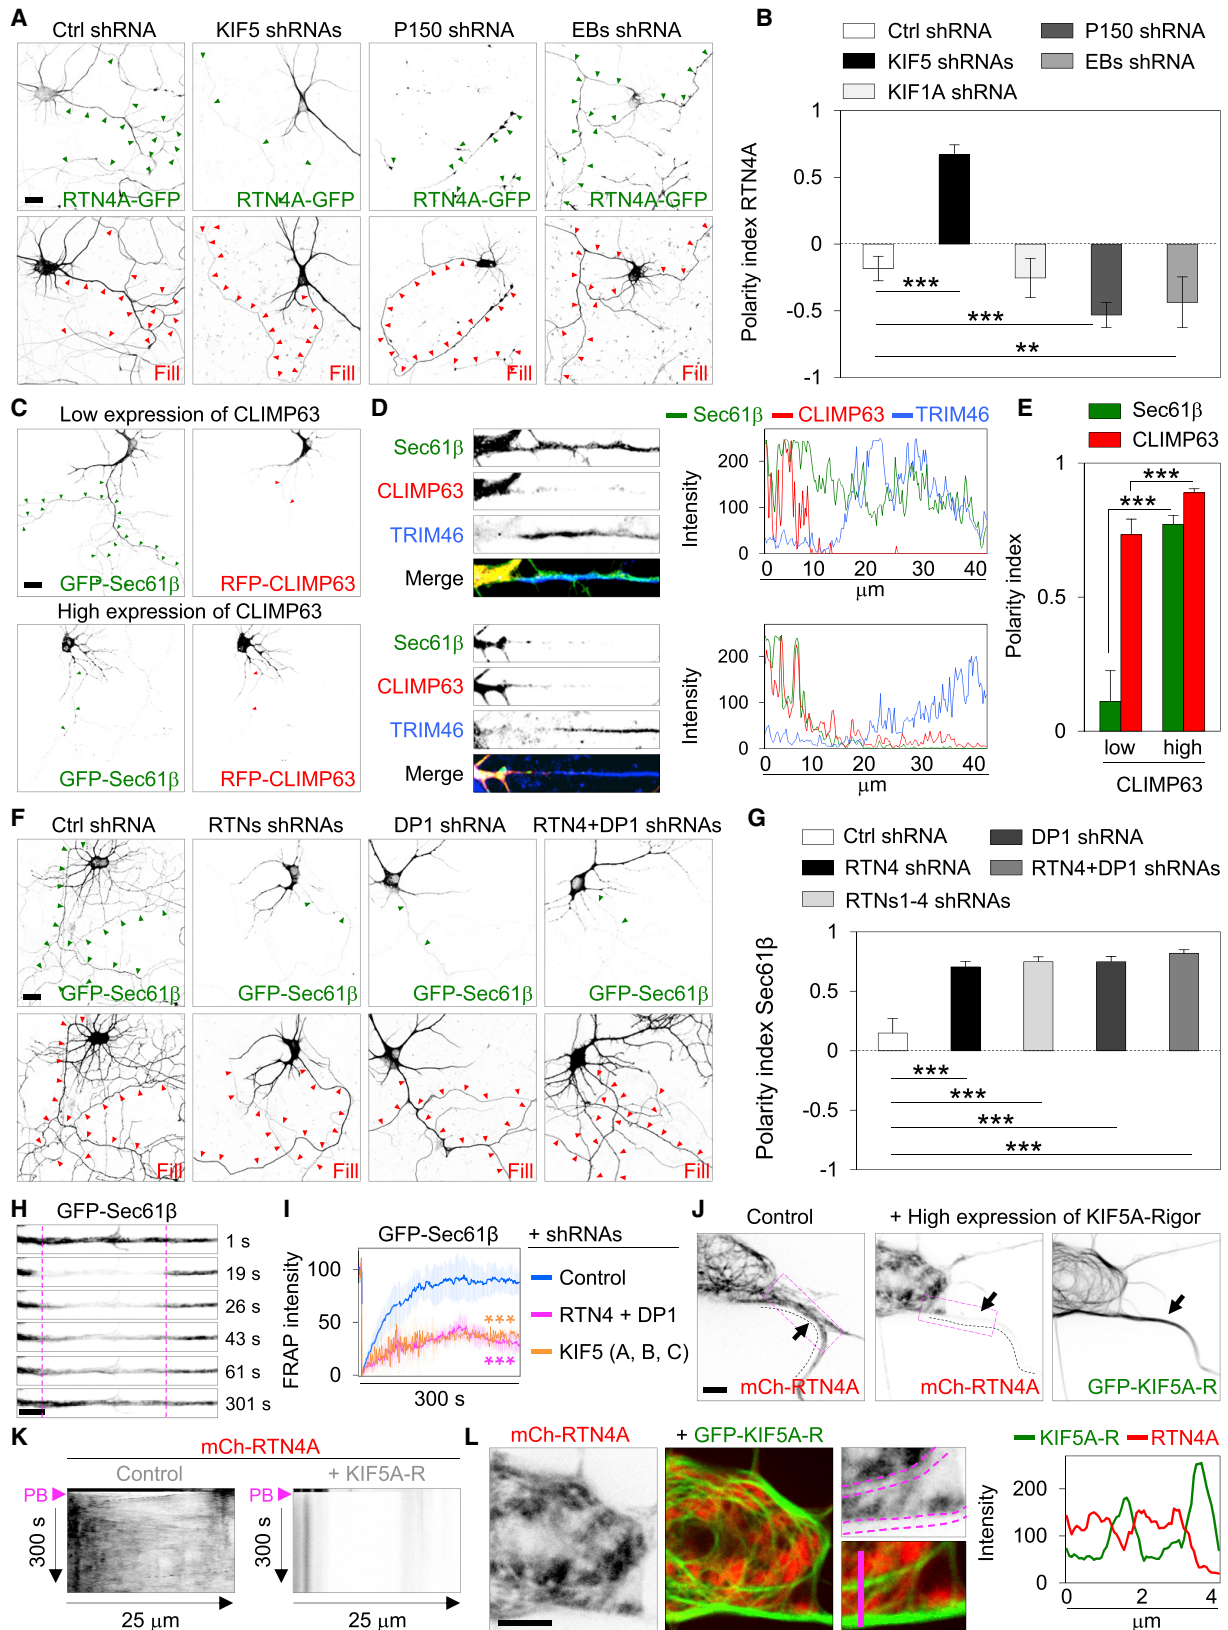 A
Ctrl shRNA
KIF5 shRNAs
P150 shRNA
EBs shRNA
RTN4A-GFP
RTN4A-GFP
RTN4A-GFP
RTN4A-GFP
Fill
Fill
Fill
Fill
B
Ctrl shRNA
KIF5 shRNAs
KIF1A shRNA
P150 shRNA
EBs shRNA
Polarity index RTN4A
1
0.5
0
-0.5
-1
***
***
**
C
Low expression of CLIMP63
GFP-Sec61β
RFP-CLIMP63
High expression of CLIMP63
GFP-Sec61β
RFP-CLIMP63
D
Sec61β
CLIMP63
TRIM46
Merge
Sec61β
CLIMP63
TRIM46
Merge
Sec61β CLIMP63 TRIM46
Intensity
200
100
0
0 10 20 30 40
μm
Intensity
200
100
0
0 10 20 30 40
μm
E
Sec61β
CLIMP63
Polarity index
1
0.5
0
***
***
low high
CLIMP63
F
Ctrl shRNA
RTNs shRNAs
DP1 shRNA
RTN4+DP1 shRNAs
GFP-Sec61β
GFP-Sec61β
GFP-Sec61β
GFP-Sec61β
Fill
Fill
Fill
Fill
G
Ctrl shRNA
RTN4 shRNA
RTNs1-4 shRNAs
DP1 shRNA
RTN4+DP1 shRNAs
Polarity index Sec61β
1
0.5
0
-0.5
-1
***
***
***
***
H
GFP-Sec61β
1 s
19 s
26 s
43 s
61 s
301 s
I
GFP-Sec61β
+ shRNAs
Control
RTN4 + DP1
KIF5 (A, B, C)
FRAP intensity
100
50
0
***
***
300 s
J
Control
+ High expression of KIF5A-Rigor
mCh-RTN4A
mCh-RTN4A
GFP-KIF5A-R
K
mCh-RTN4A
Control
+ KIF5A-R
PB
300 s
25 μm
PB
300 s
25 μm
L
mCh-RTN4A
+ GFP-KIF5A-R
KIF5A-R RTN4A
Intensity
200
100
0
0 2 4
μm